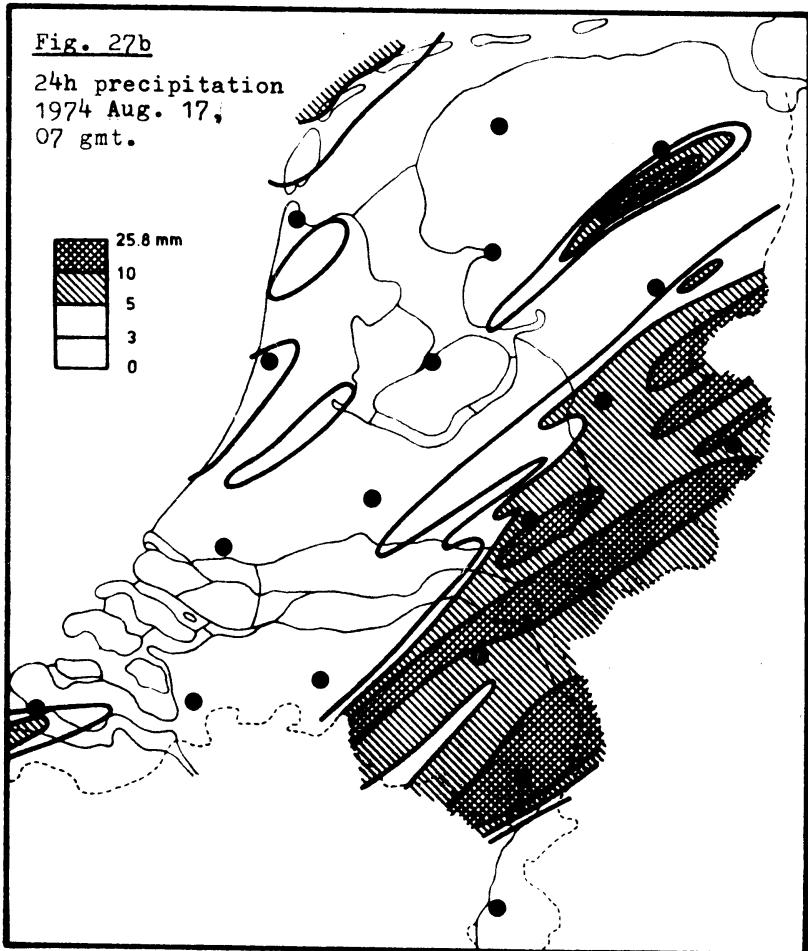 Fig. 27b
24h precipitation
1974 Aug. 17,
07 gmt.
25.8 mm
10
5
3
0